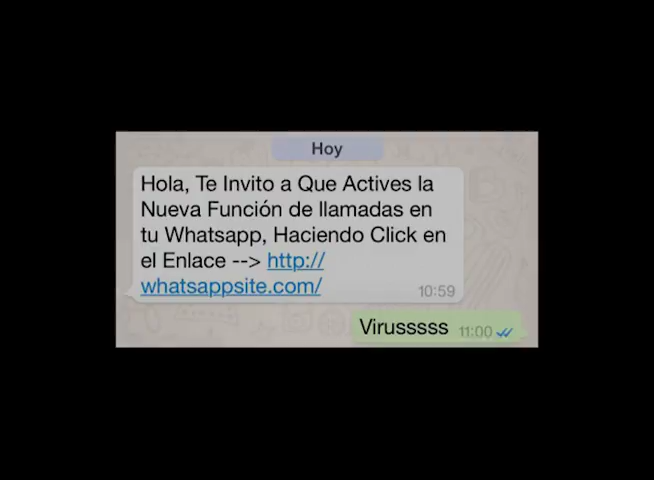 Hoy
Hola, Te Invito a Que Actives la
Nueva Función de llamadas en
tu Whatsapp, Haciendo Click en
el Enlace --> http://
whatsappsite.com/
10:59
Virusssss 11:00